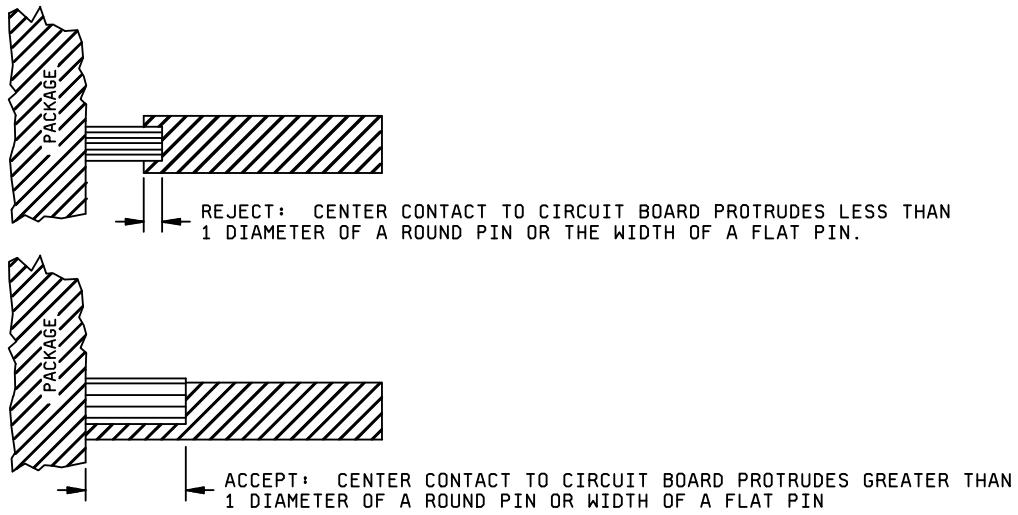 PACKAGE
REJECT: CENTER CONTACT TO CIRCUIT BOARD PROTRUDES LESS THAN
1 DIAMETER OF A ROUND PIN OR THE WIDTH OF A FLAT PIN.
PACKAGE
ACCEPT: CENTER CONTACT TO CIRCUIT BOARD PROTRUDES GREATER THAN
1 DIAMETER OF A ROUND PIN OR WIDTH OF A FLAT PIN